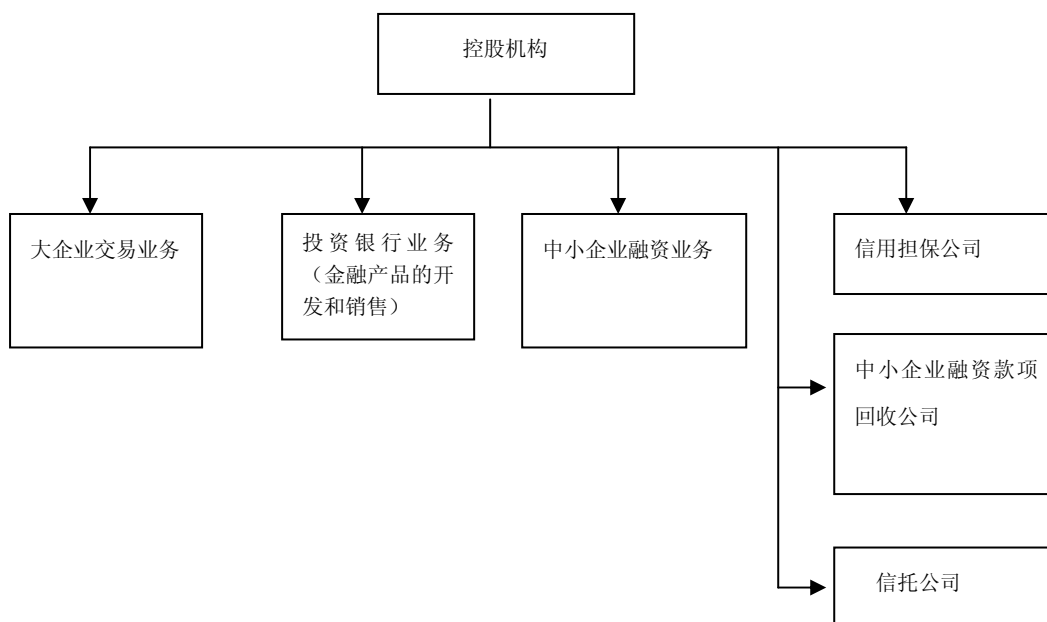 控股机构
大企业交易业务
投资银行业务
（金融产品的开
发和销售）
中小企业融资业务
信用担保公司
中小企业融资款项
回收公司
信托公司